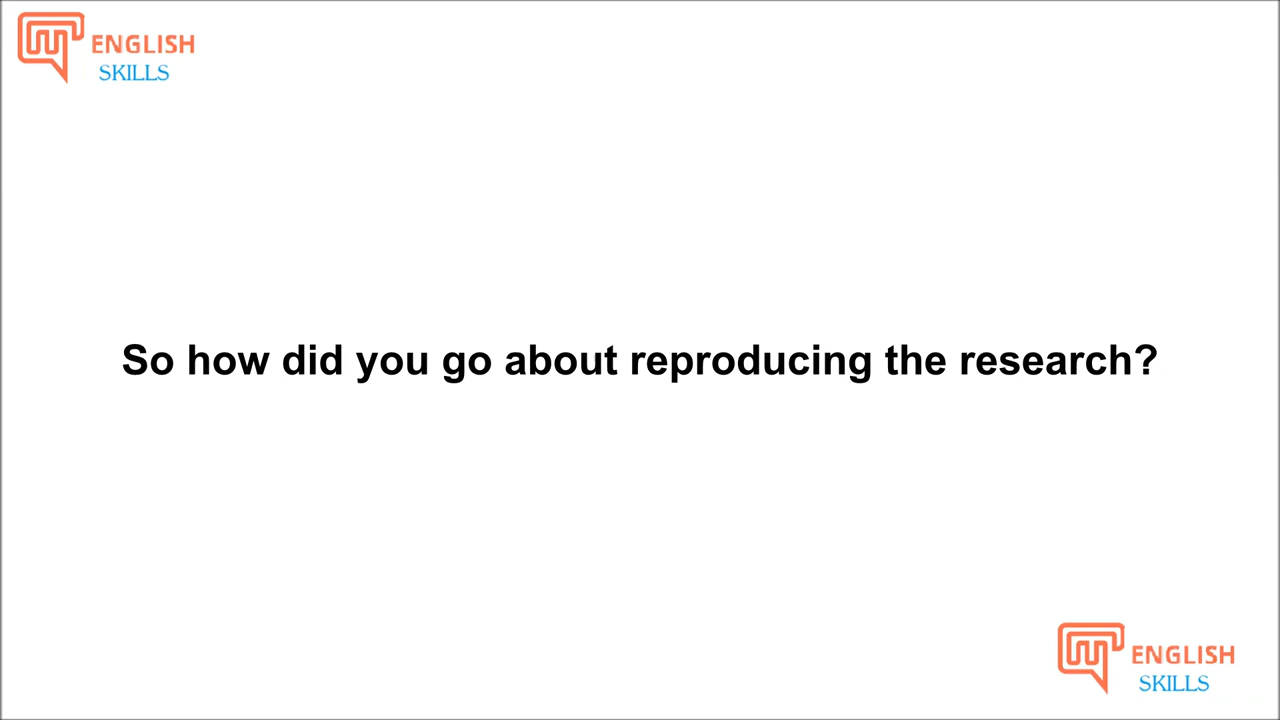 ENGLISH
SKILLS
So how did you go about reproducing the research?
ENGLISH
SKILLS